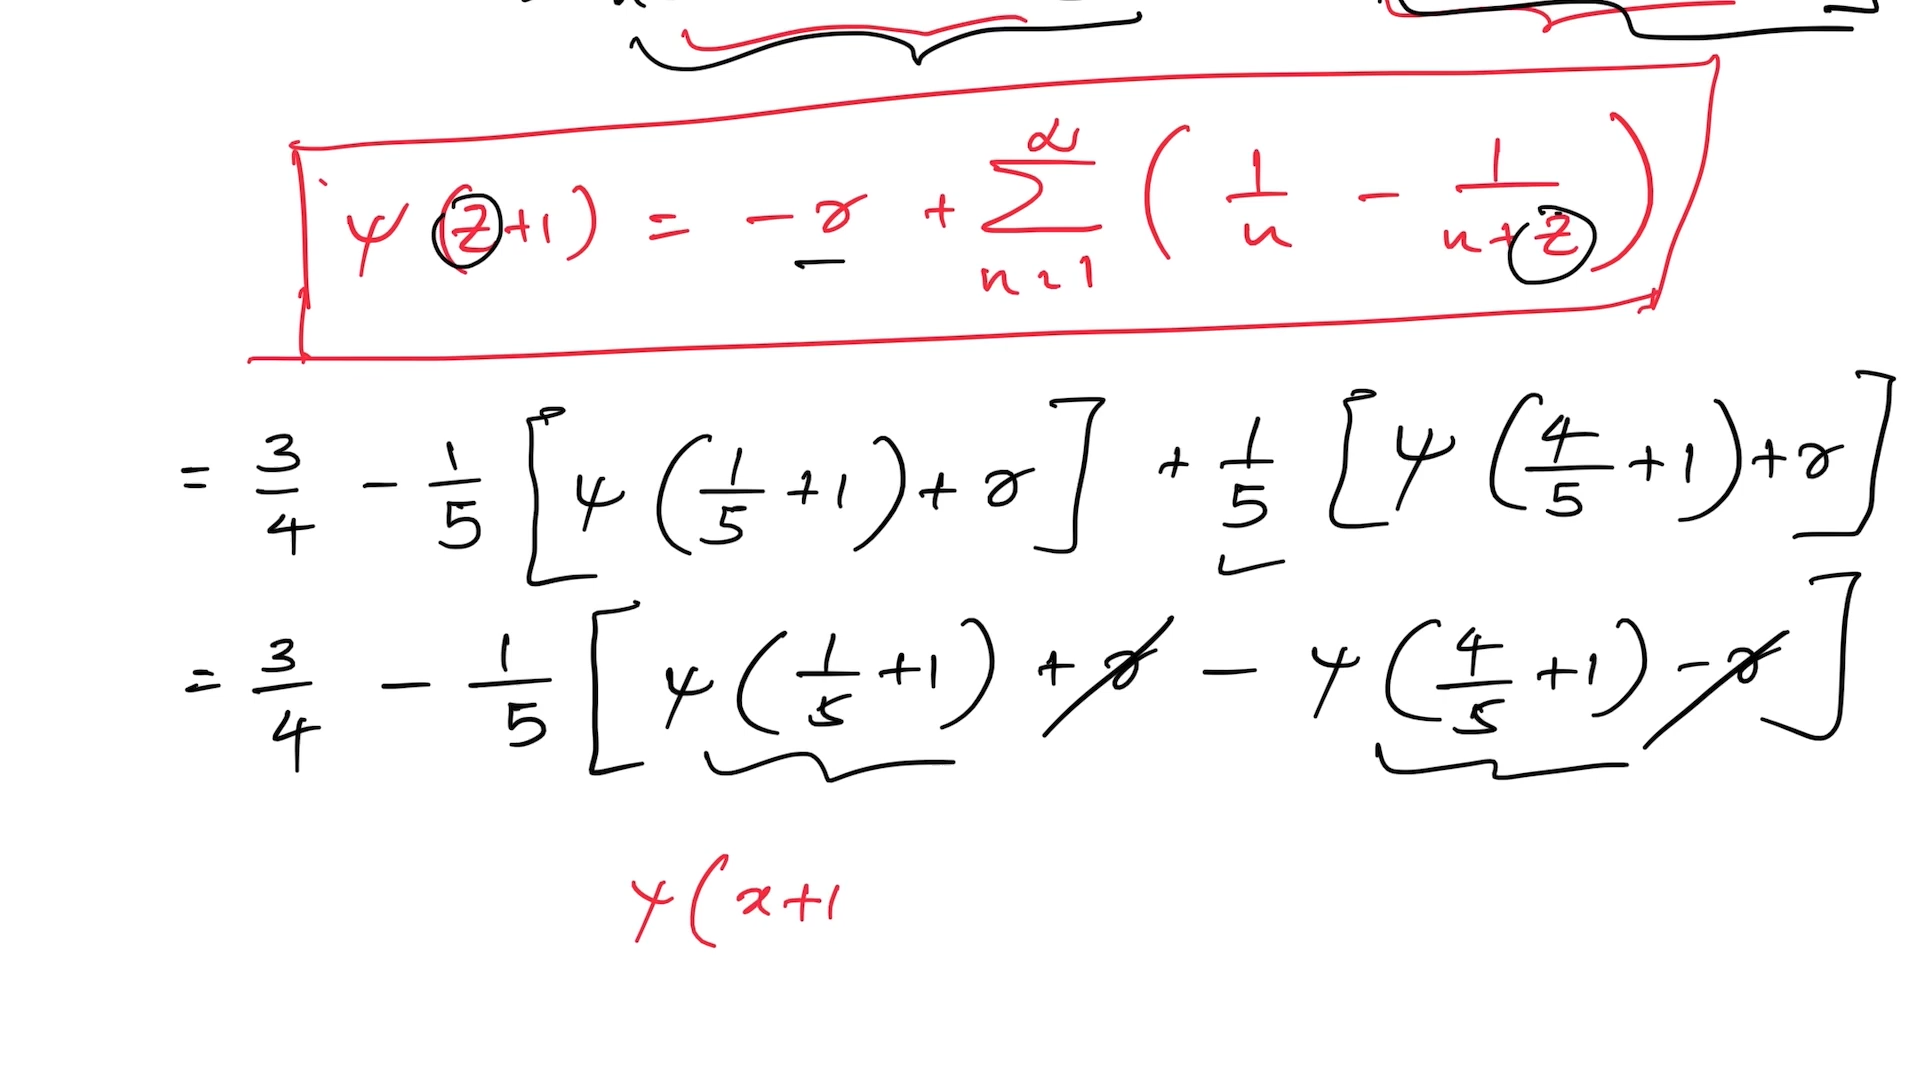 ψ (z+1) = -γ + ∑_{n=1}^{∞} ( 1/n - 1/(n+z) )
= 3/4 - 1/5 [ ψ ( 1/5 +1 ) + γ ] + 1/5 [ ψ ( 4/5 +1 ) + γ ]
= 3/4 - 1/5 [ ψ ( 1/5 +1 ) + γ - ψ ( 4/5 +1 ) - γ ]
ψ ( x+1